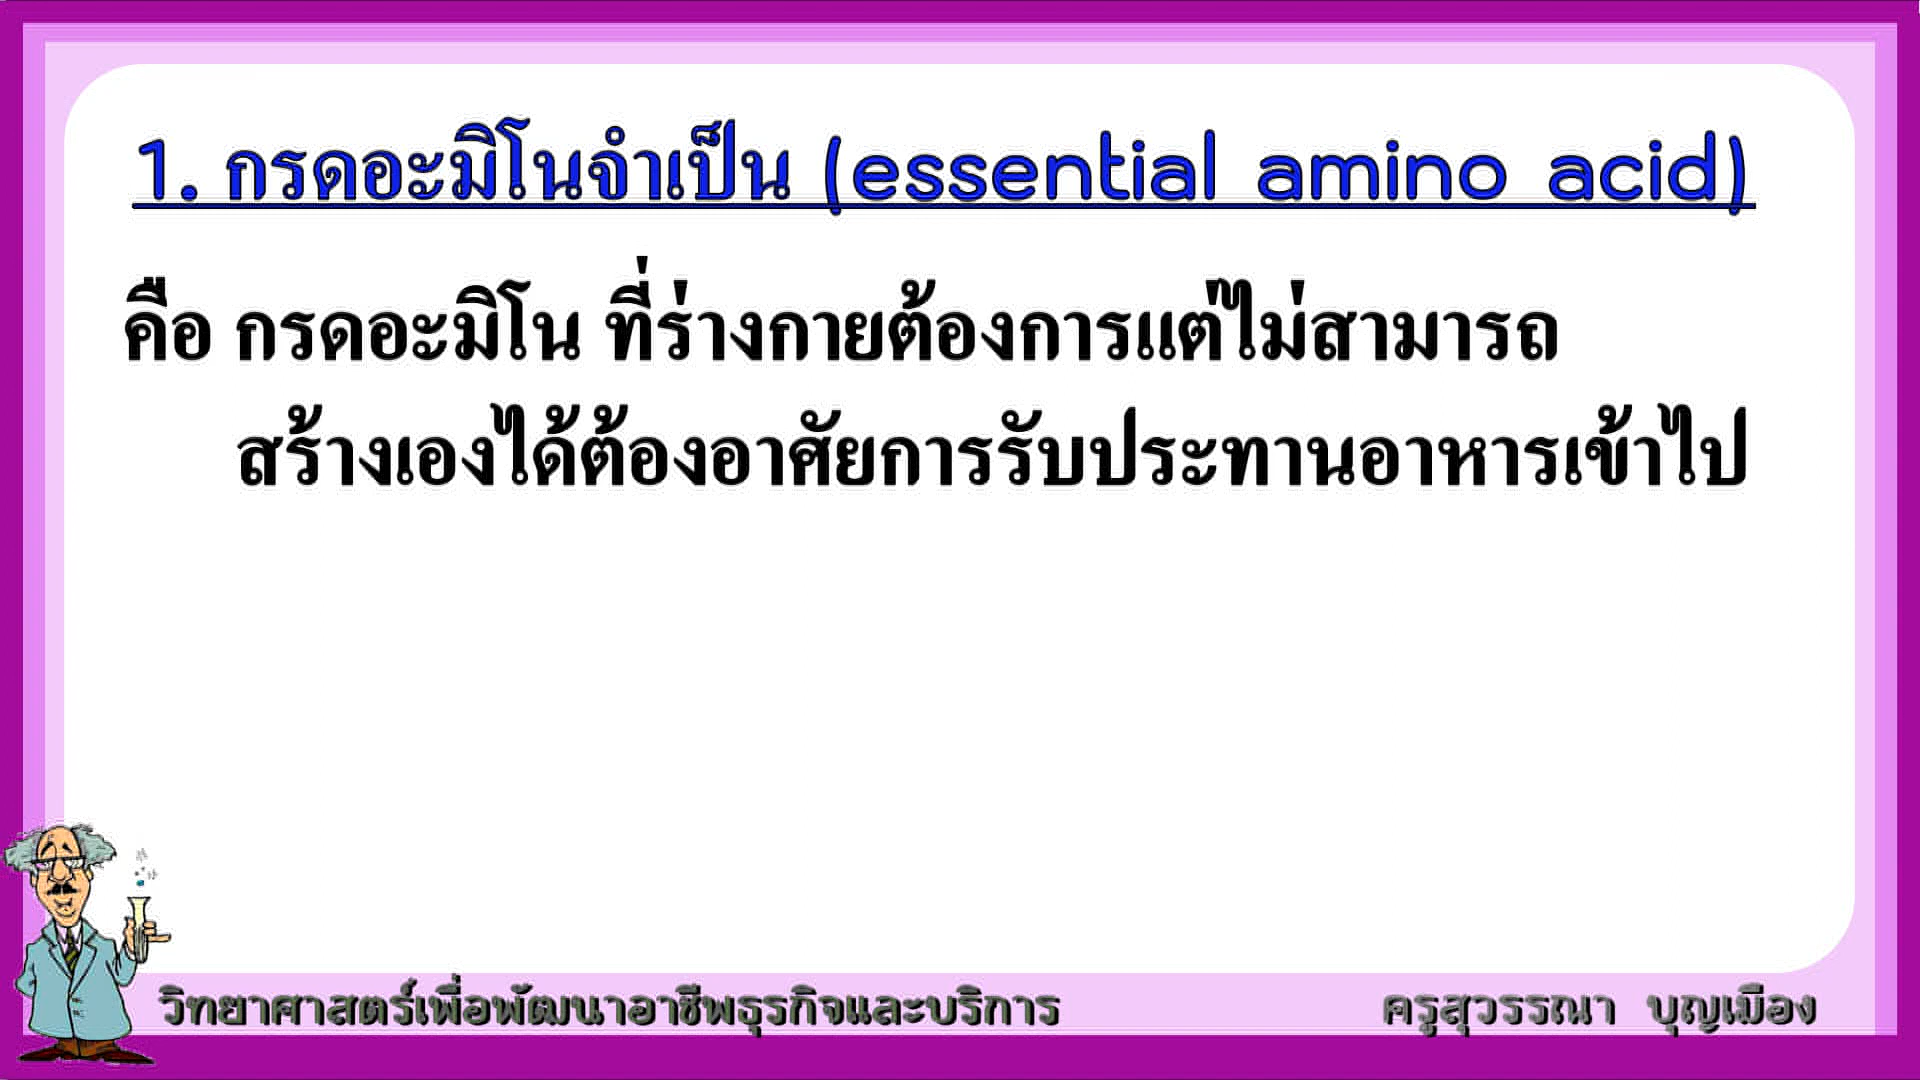 1. กรดอะมิโนจำเป็น (essential amino acid)
คือ กรดอะมิโน ที่ร่างกายต้องการแต่ไม่สามารถ
สร้างเองได้ต้องอาศัยการรับประทานอาหารเข้าไป
วิทยาศาสตร์เพื่อพัฒนาอาชีพธุรกิจและบริการ
ครูสุวรรณา บุญเมือง